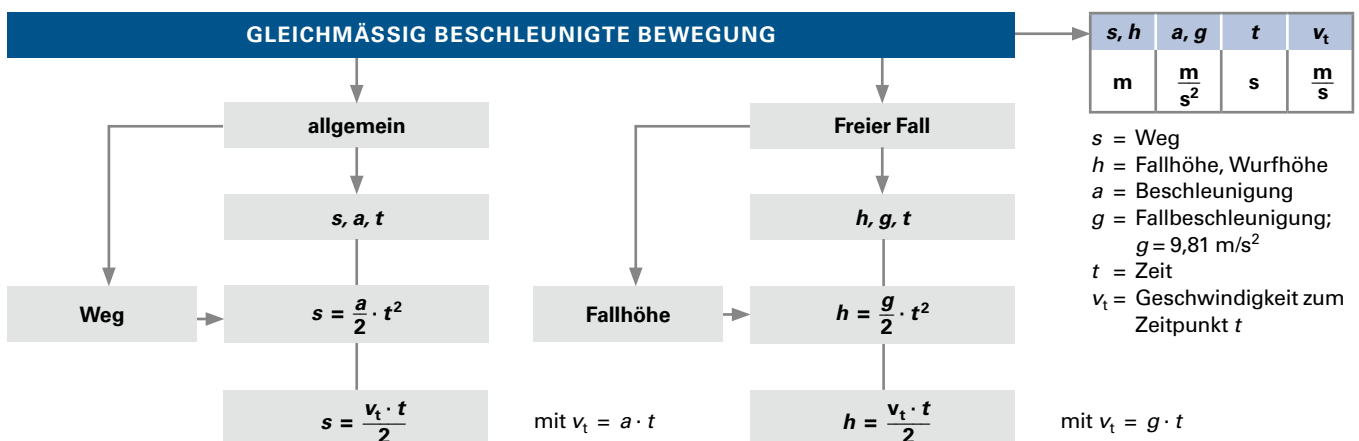 GLEICHMÄSSIG BESCHLEUNIGTE BEWEGUNG
s, h a, g t vₜ
m m/s² s m/s
allgemein
Freier Fall
s = Weg
h = Fallhöhe, Wurfhöhe
a = Beschleunigung
g = Fallbeschleunigung;
g = 9,81 m/s²
t = Zeit
vₜ = Geschwindigkeit zum
Zeitpunkt t
s, a, t
h, g, t
Weg
s = a/2 · t²
Fallhöhe
h = g/2 · t²
s = vₜ · t/2
mit vₜ = a · t
h = vₜ · t/2
mit vₜ = g · t